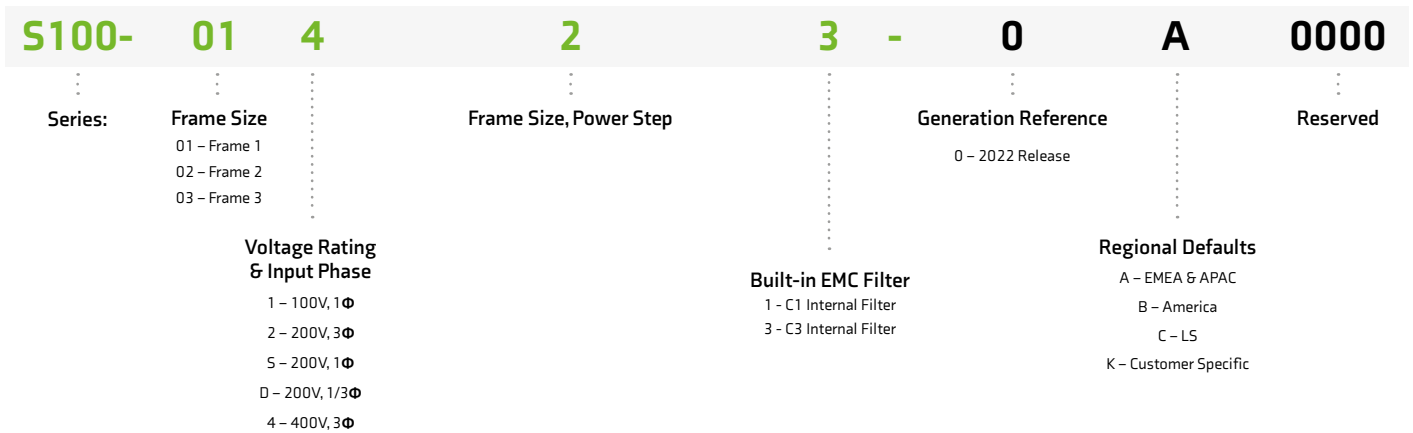 S100- 01 4 2 3 - 0 A 0000
Series:
Frame Size
01 – Frame 1
02 – Frame 2
03 – Frame 3
Voltage Rating
& Input Phase
1 – 100V, 1Φ
2 – 200V, 3Φ
S – 200V, 1Φ
D – 200V, 1/3Φ
4 – 400V, 3Φ
Frame Size, Power Step
Built-in EMC Filter
1 - C1 Internal Filter
3 - C3 Internal Filter
Generation Reference
0 – 2022 Release
Regional Defaults
A – EMEA & APAC
B – America
C – LS
K – Customer Specific
Reserved